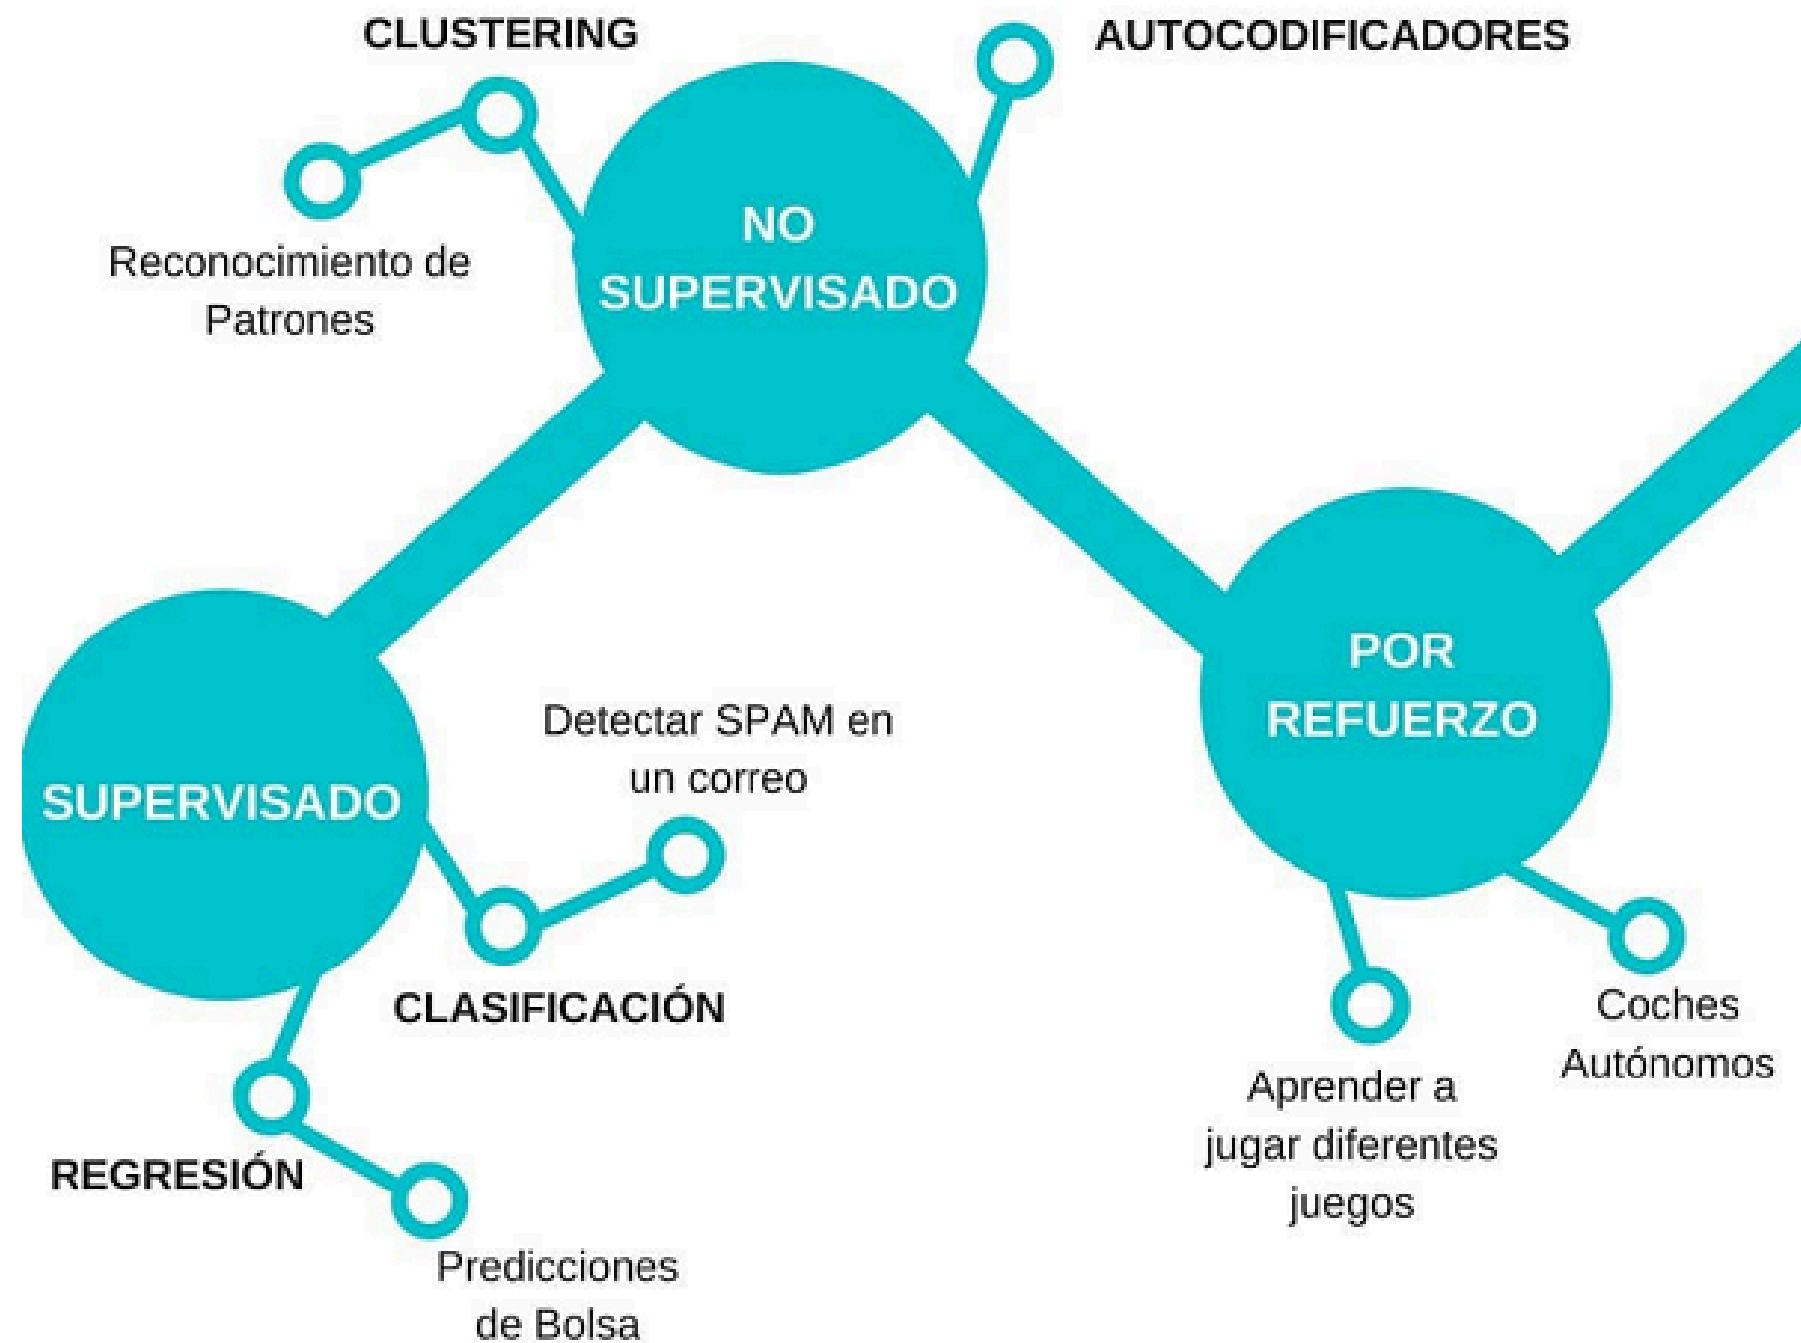 CLUSTERING
AUTOCODIFICADORES
Reconocimiento de
Patrones
NO
SUPERVISADO
POR
REFUERZO
SUPERVISADO
Detectar SPAM en
un correo
CLASIFICACIÓN
REGRESIÓN
Predicciones
de Bolsa
Aprender a
jugar diferentes
juegos
Coches
Autónomos